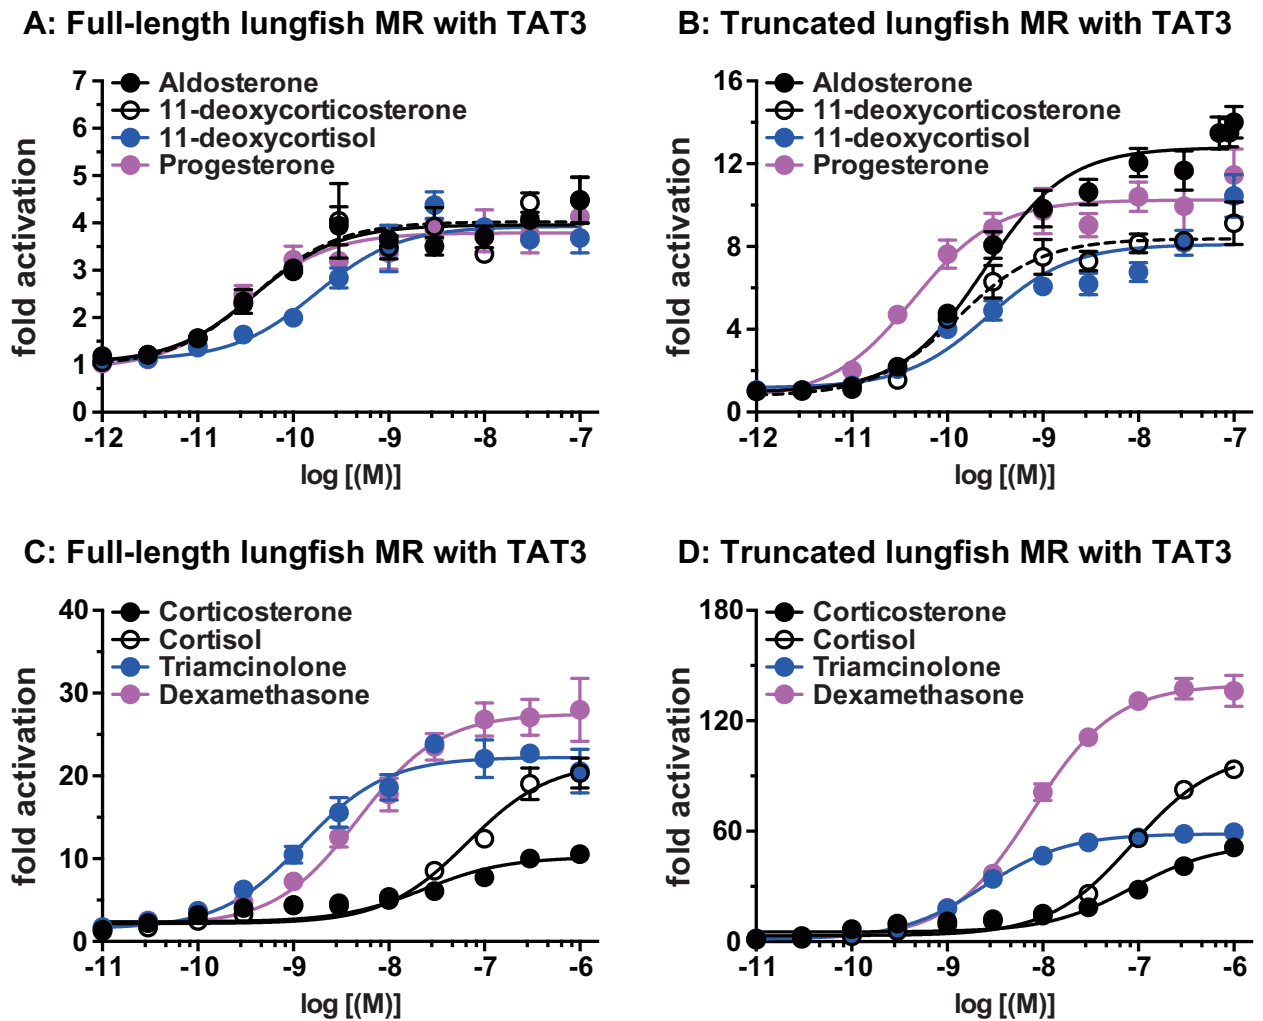 A: Full-length lungfish MR with TAT3
7
6
5
4
3
2
1
0
fold activation
Aldosterone
11-deoxycorticosterone
11-deoxycortisol
Progesterone
-12 -11 -10 -9 -8 -7
log [(M)]
B: Truncated lungfish MR with TAT3
16
12
8
4
0
fold activation
Aldosterone
11-deoxycorticosterone
11-deoxycortisol
Progesterone
-12 -11 -10 -9 -8 -7
log [(M)]
C: Full-length lungfish MR with TAT3
40
30
20
10
0
fold activation
Corticosterone
Cortisol
Triamcinolone
Dexamethasone
-11 -10 -9 -8 -7 -6
log [(M)]
D: Truncated lungfish MR with TAT3
180
120
60
0
fold activation
Corticosterone
Cortisol
Triamcinolone
Dexamethasone
-11 -10 -9 -8 -7 -6
log [(M)]